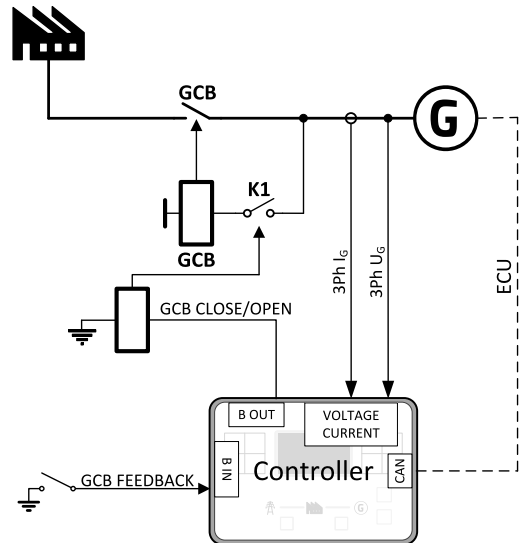 GCB
G
K1
GCB
3Ph IG
3Ph UG
ECU
GCB CLOSE/OPEN
B OUT
VOLTAGE
CURRENT
B IN
Controller
CAN
GCB FEEDBACK
G